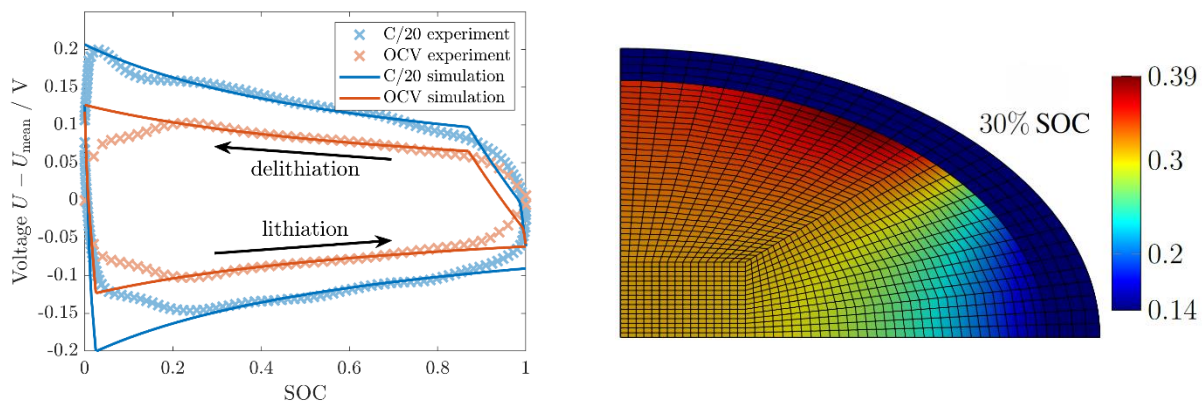 0.2
0.15
0.1
0.05
0
-0.05
-0.1
-0.15
-0.2
Voltage U − U_mean / V
C/20 experiment
OCV experiment
C/20 simulation
OCV simulation
delithiation
lithiation
0 0.2 0.4 0.6 0.8 1
SOC
30% SOC
0.39
0.3
0.2
0.14